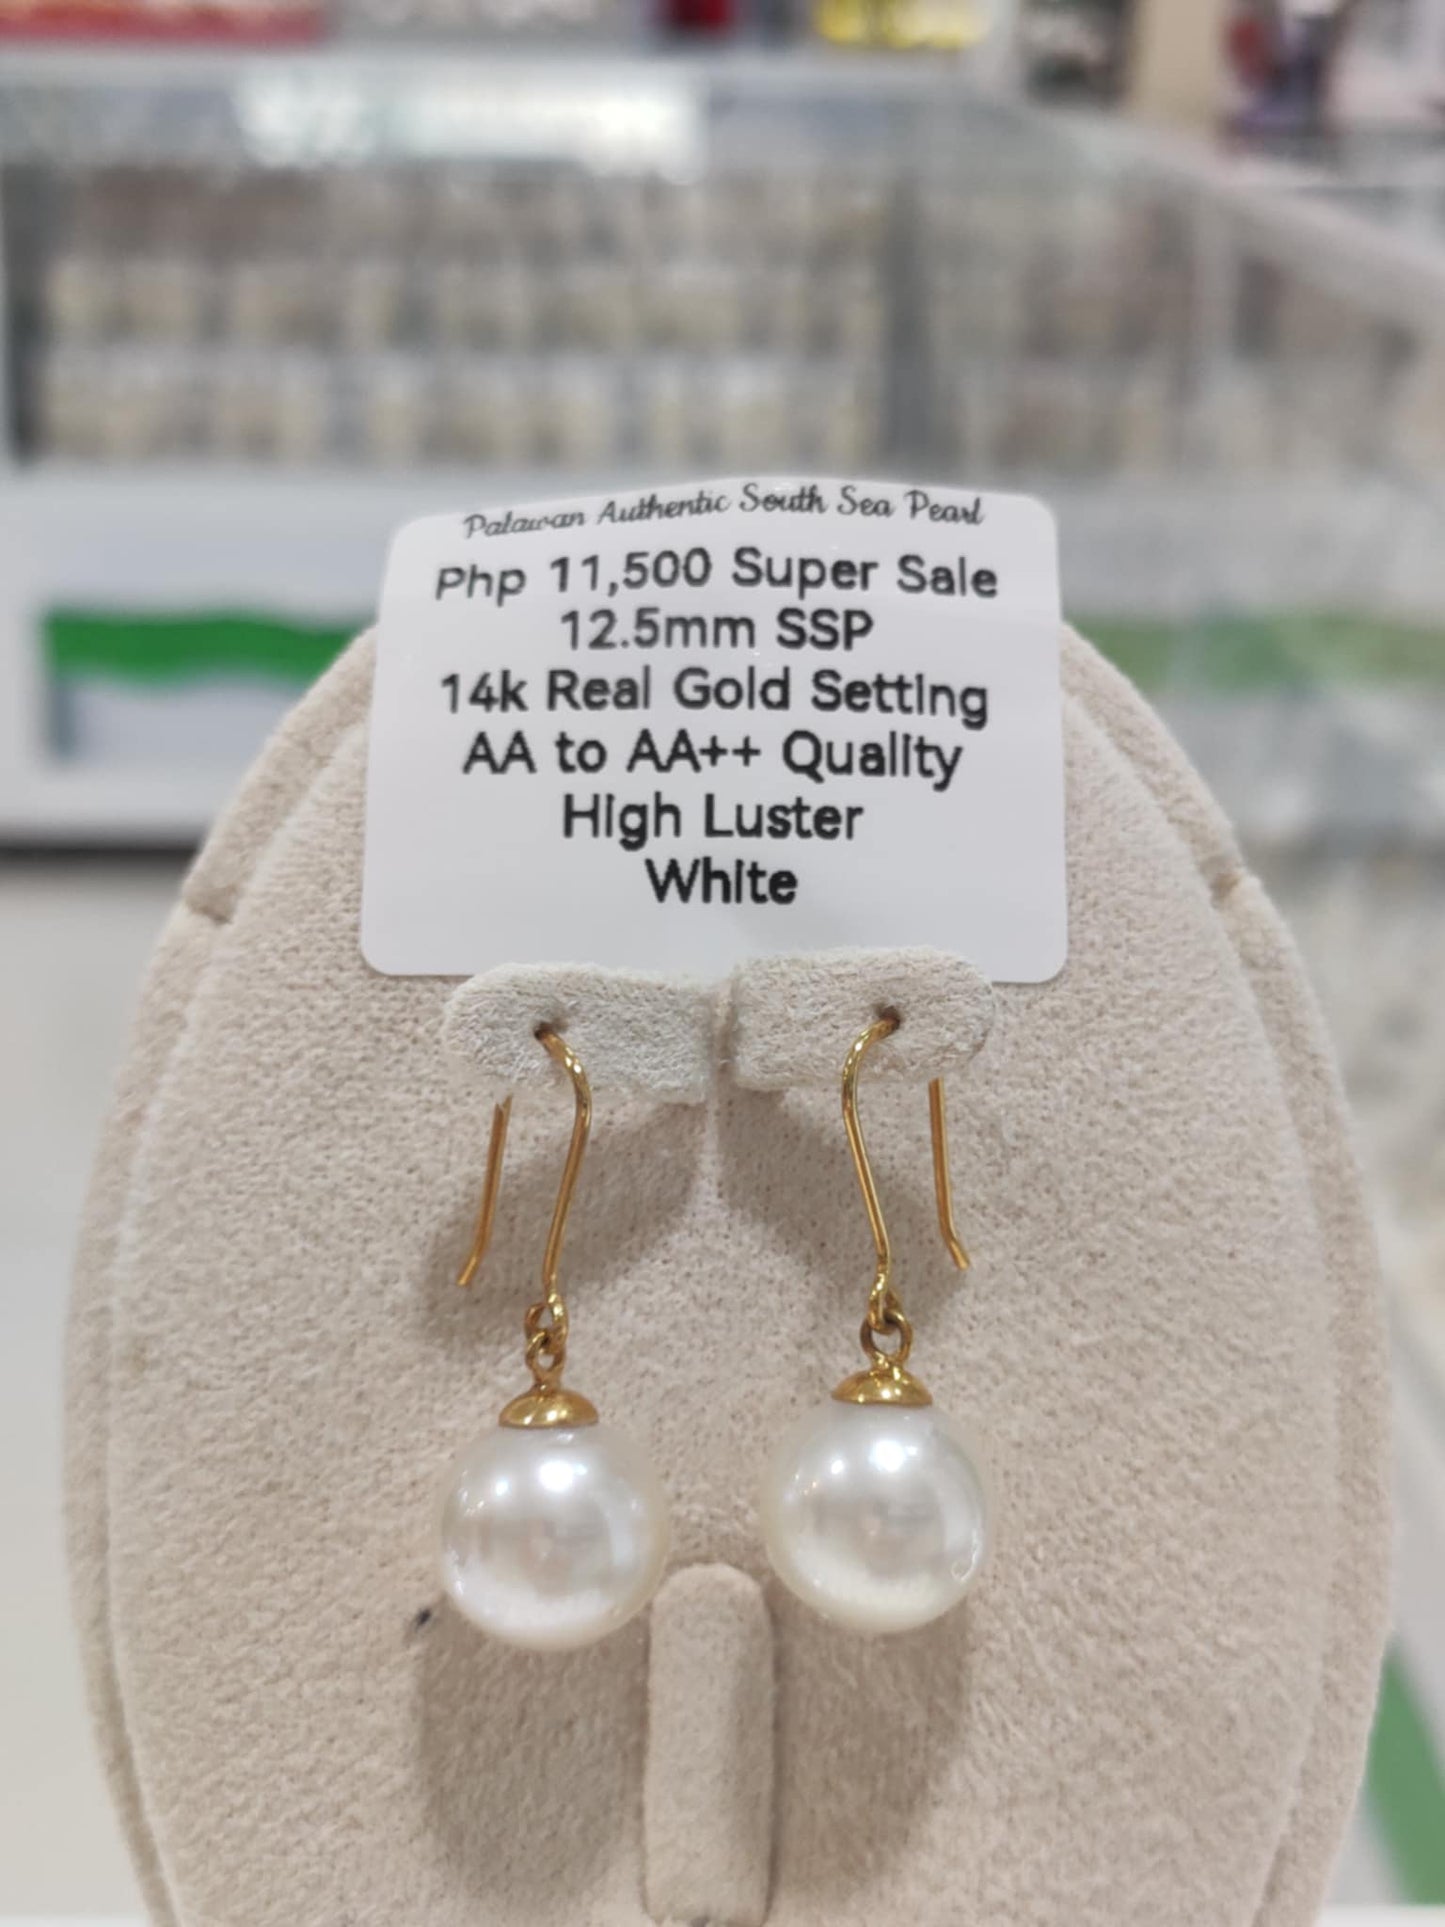 Palawan Authentic South Sea Pearl
Php 11,500 Super Sale
12.5mm SSP
14k Real Gold Setting
AA to AA++ Quality
High Luster
White